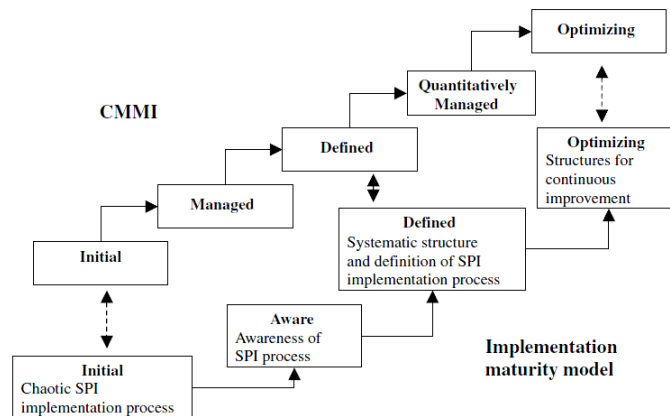 Optimizing
Quantitatively
Managed
CMMI
Defined
Optimizing
Structures for
continuous
improvement
Managed
Defined
Systematic structure
and definition of SPI
implementation process
Initial
Aware
Awareness of
SPI process
Implementation
maturity model
Initial
Chaotic SPI
implementation process